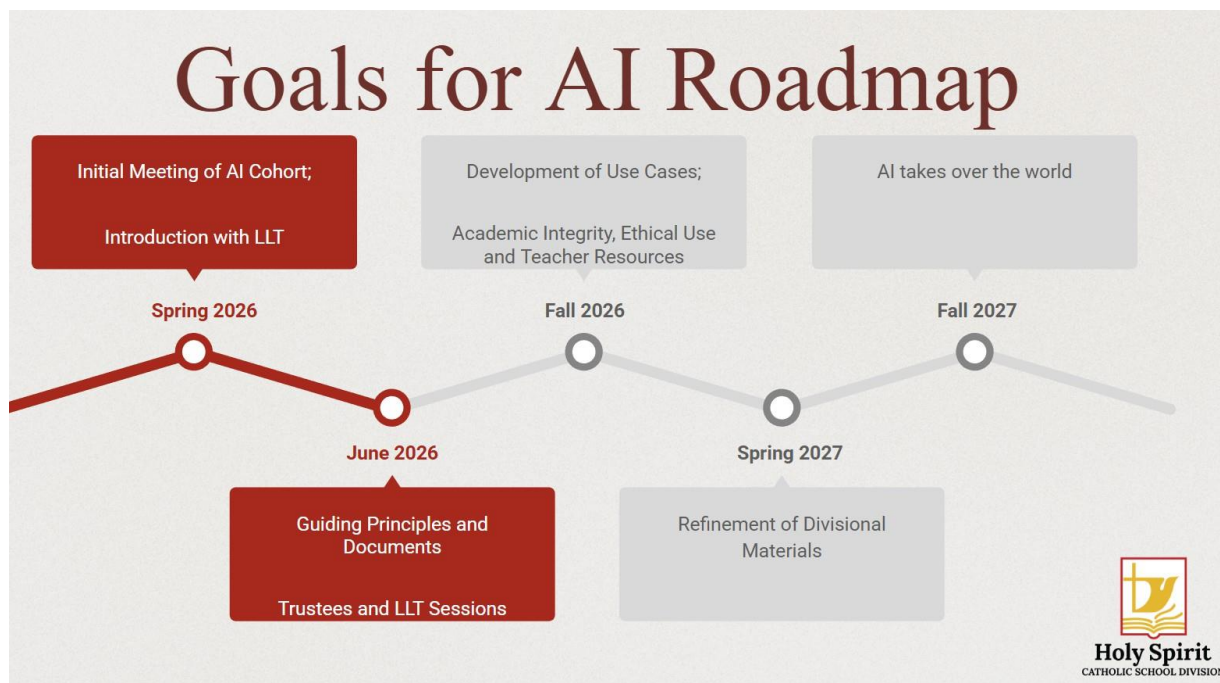 Goals for AI Roadmap
Initial Meeting of AI Cohort;
Introduction with LLT
Development of Use Cases;
Academic Integrity, Ethical Use
and Teacher Resources
AI takes over the world
Spring 2026
Fall 2026
Fall 2027
June 2026
Spring 2027
Guiding Principles and
Documents
Trustees and LLT Sessions
Refinement of Divisional
Materials
Holy Spirit
CATHOLIC SCHOOL DIVISION